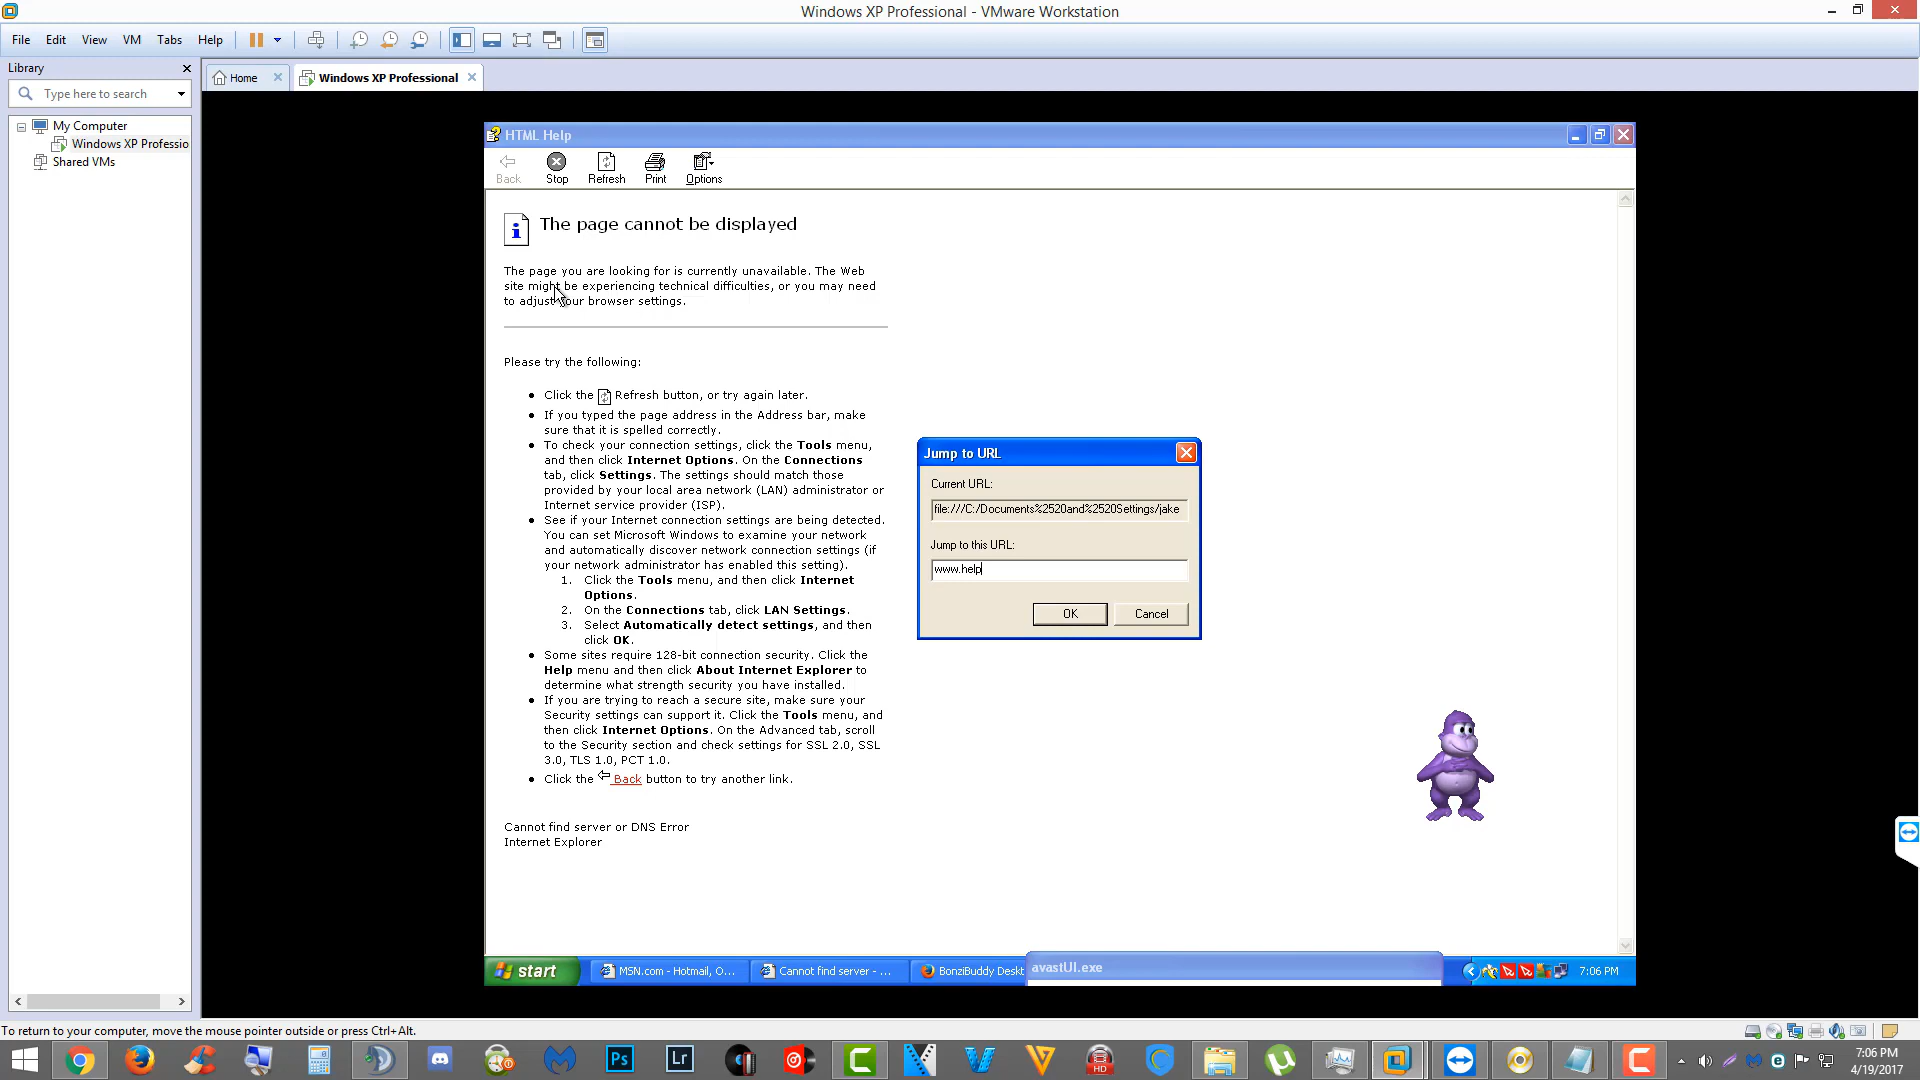 Windows XP Professional - VMware Workstation
File Edit View VM Tabs Help
Library
Type here to search
My Computer
Windows XP Professio
Shared VMs
Home
Windows XP Professional
HTML Help
Back Stop Refresh Print Options
The page cannot be displayed
The page you are looking for is currently unavailable. The Web
site might be experiencing technical difficulties, or you may need
to adjust your browser settings.
Please try the following:
Click the Refresh button, or try again later.
If you typed the page address in the Address bar, make
sure that it is spelled correctly.
To check your connection settings, click the Tools menu,
and then click Internet Options. On the Connections
tab, click Settings. The settings should match those
provided by your local area network (LAN) administrator or
Internet service provider (ISP).
See if your Internet connection settings are being detected.
You can set Microsoft Windows to examine your network
and automatically discover network connection settings (if
your network administrator has enabled this setting).
1. Click the Tools menu, and then click Internet
Options.
2. On the Connections tab, click LAN Settings.
3. Select Automatically detect settings, and then
click OK.
Some sites require 128-bit connection security. Click the
Help menu and then click About Internet Explorer to
determine what strength security you have installed.
If you are trying to reach a secure site, make sure your
Security settings can support it. Click the Tools menu, and
then click Internet Options. On the Advanced tab, scroll
to the Security section and check settings for SSL 2.0, SSL
3.0, TLS 1.0, PCT 1.0.
Click the Back button to try another link.
Cannot find server or DNS Error
Internet Explorer
Jump to URL
Current URL:
file:///C:/Documents%2520and%2520Settings/jake
Jump to this URL:
www.help
OK Cancel
start
MSN.com - Hotmail, O...
Cannot find server - ...
BonziBuddy Deskt
avastUI.exe
7:06 PM
To return to your computer, move the mouse pointer outside or press Ctrl+Alt.
Ps
Lr
HD
7:06 PM
4/19/2017